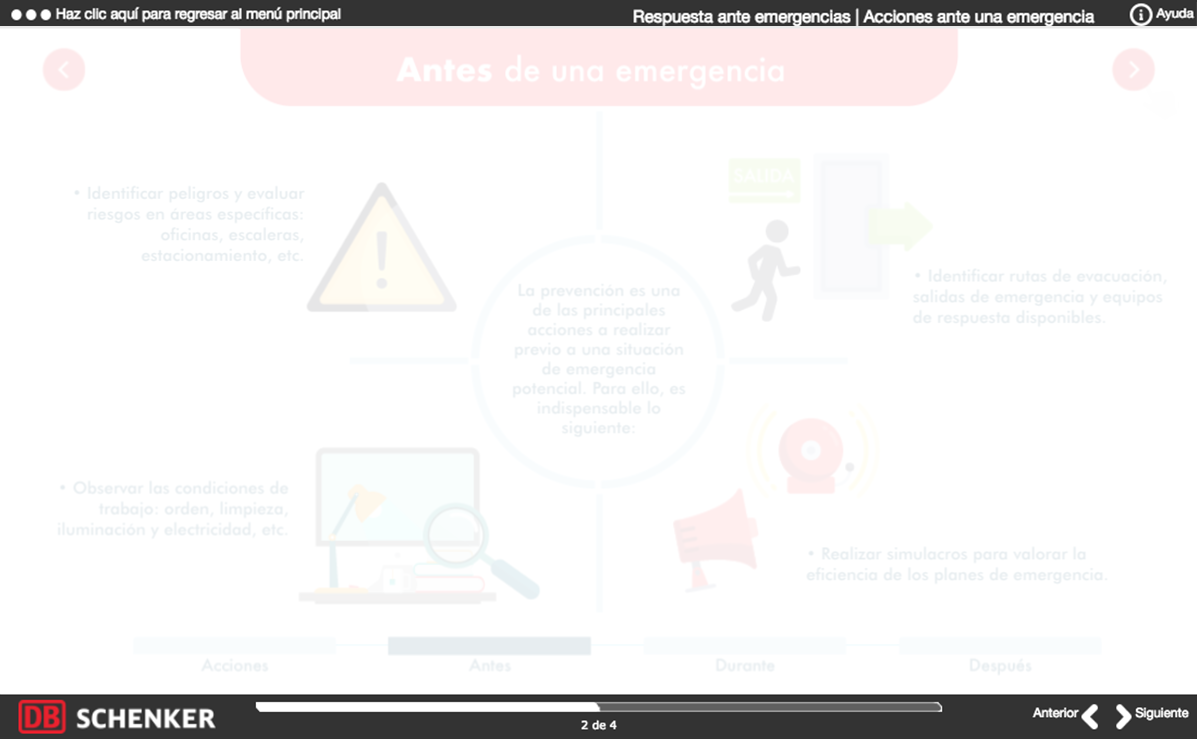 Haz clic aquí para regresar al menú principal
Respuesta ante emergencias | Acciones ante una emergencia
Ayuda
Antes de una emergencia
• Identificar peligros y evaluar
riesgos en áreas específicas:
oficinas, escaleras,
estacionamiento, etc.
SALIDA
• Identificar rutas de evacuación,
salidas de emergencia y equipos
de respuesta disponibles.
La prevención es una
de las principales
acciones a realizar
previo a una situación
de emergencia
potencial. Para ello, es
indispensable lo
siguiente:
• Observar las condiciones de
trabajo: orden, limpieza,
iluminación y electricidad, etc.
• Realizar simulacros para valorar la
eficiencia de los planes de emergencia.
Acciones
Antes
Durante
Después
DB SCHENKER
2 de 4
Anterior
Siguiente